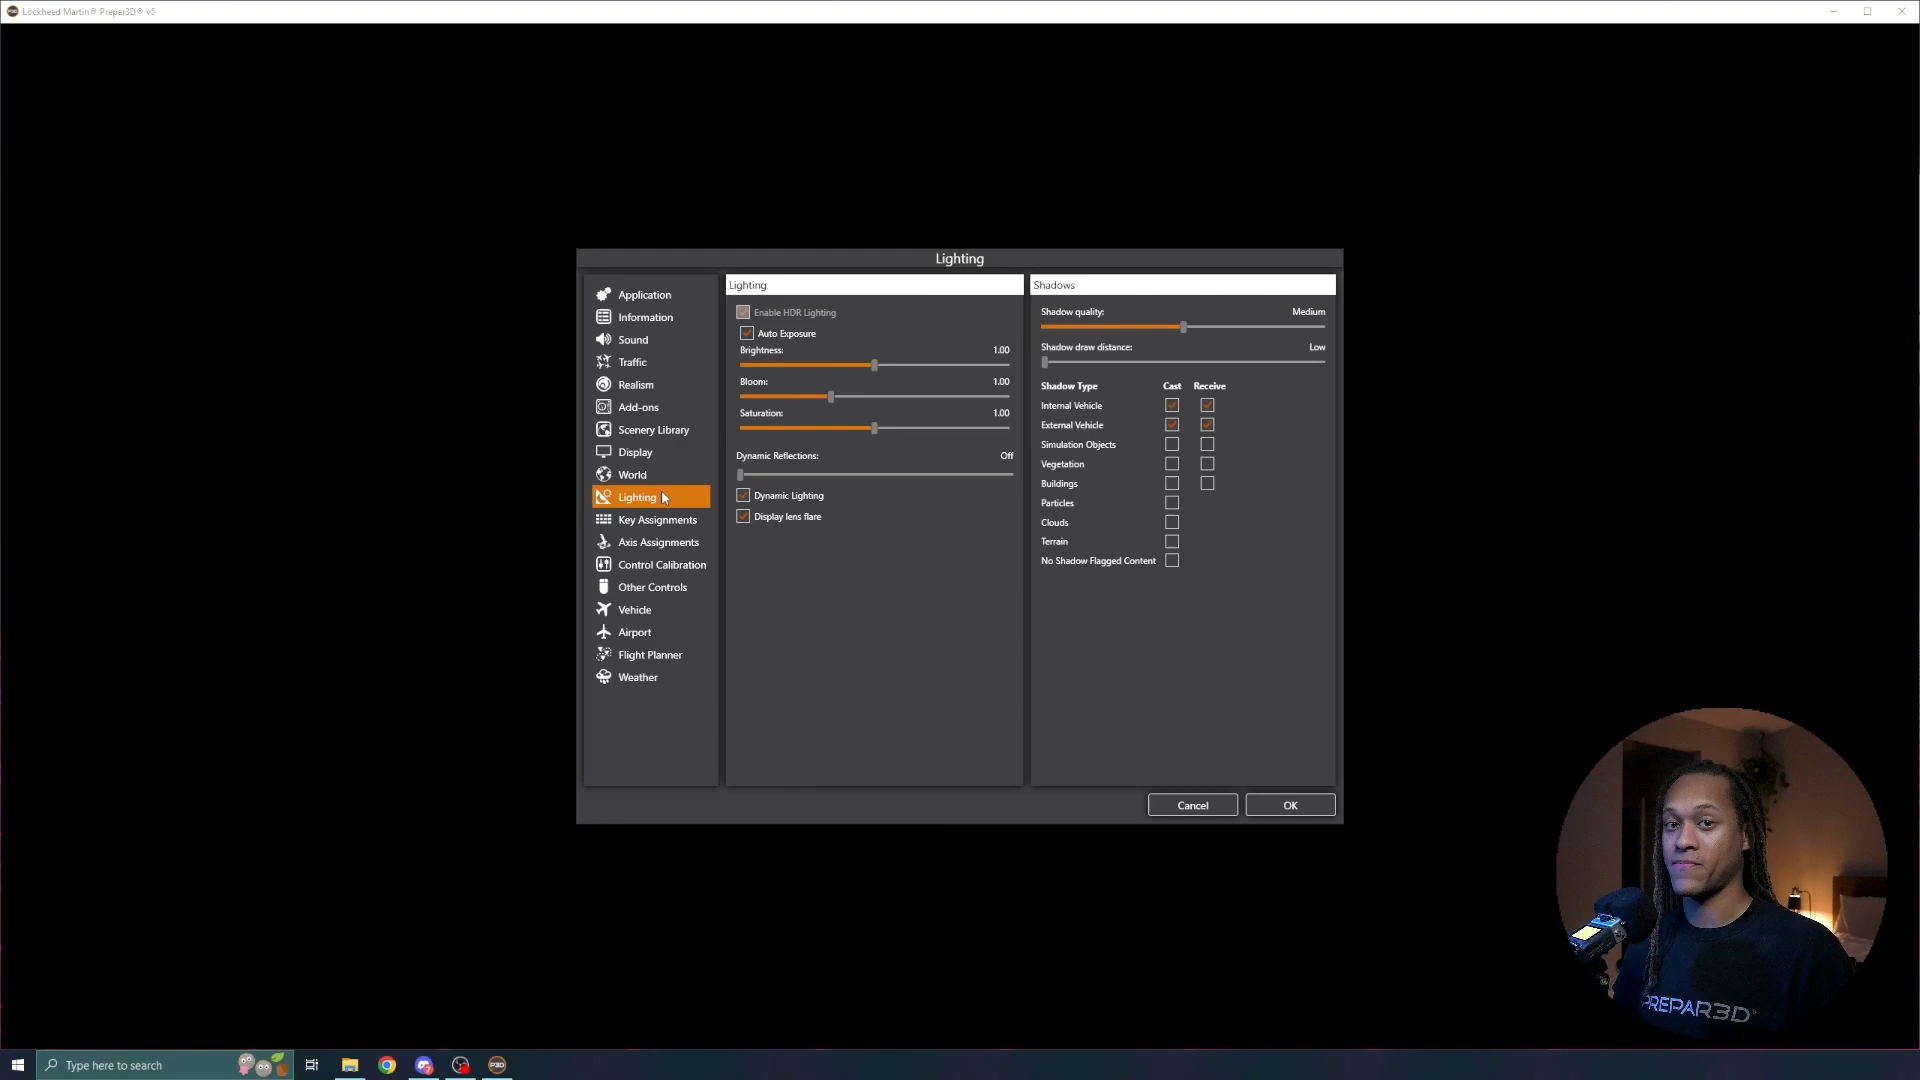 Lockheed Martin® Prepar3D® v5
Lighting
Application
Information
Sound
Traffic
Realism
Add-ons
Scenery Library
Display
World
Lighting
Key Assignments
Axis Assignments
Control Calibration
Other Controls
Vehicle
Airport
Flight Planner
Weather
Lighting
Enable HDR Lighting
Auto Exposure
Brightness: 1.00
Bloom: 1.00
Saturation: 1.00
Dynamic Reflections: Off
Dynamic Lighting
Display lens flare
Shadows
Shadow quality: Medium
Shadow draw distance: Low
Shadow Type Cast Receive
Internal Vehicle
External Vehicle
Simulation Objects
Vegetation
Buildings
Particles
Clouds
Terrain
No Shadow Flagged Content
Cancel OK
PREPAR3D®
Type here to search
P3D